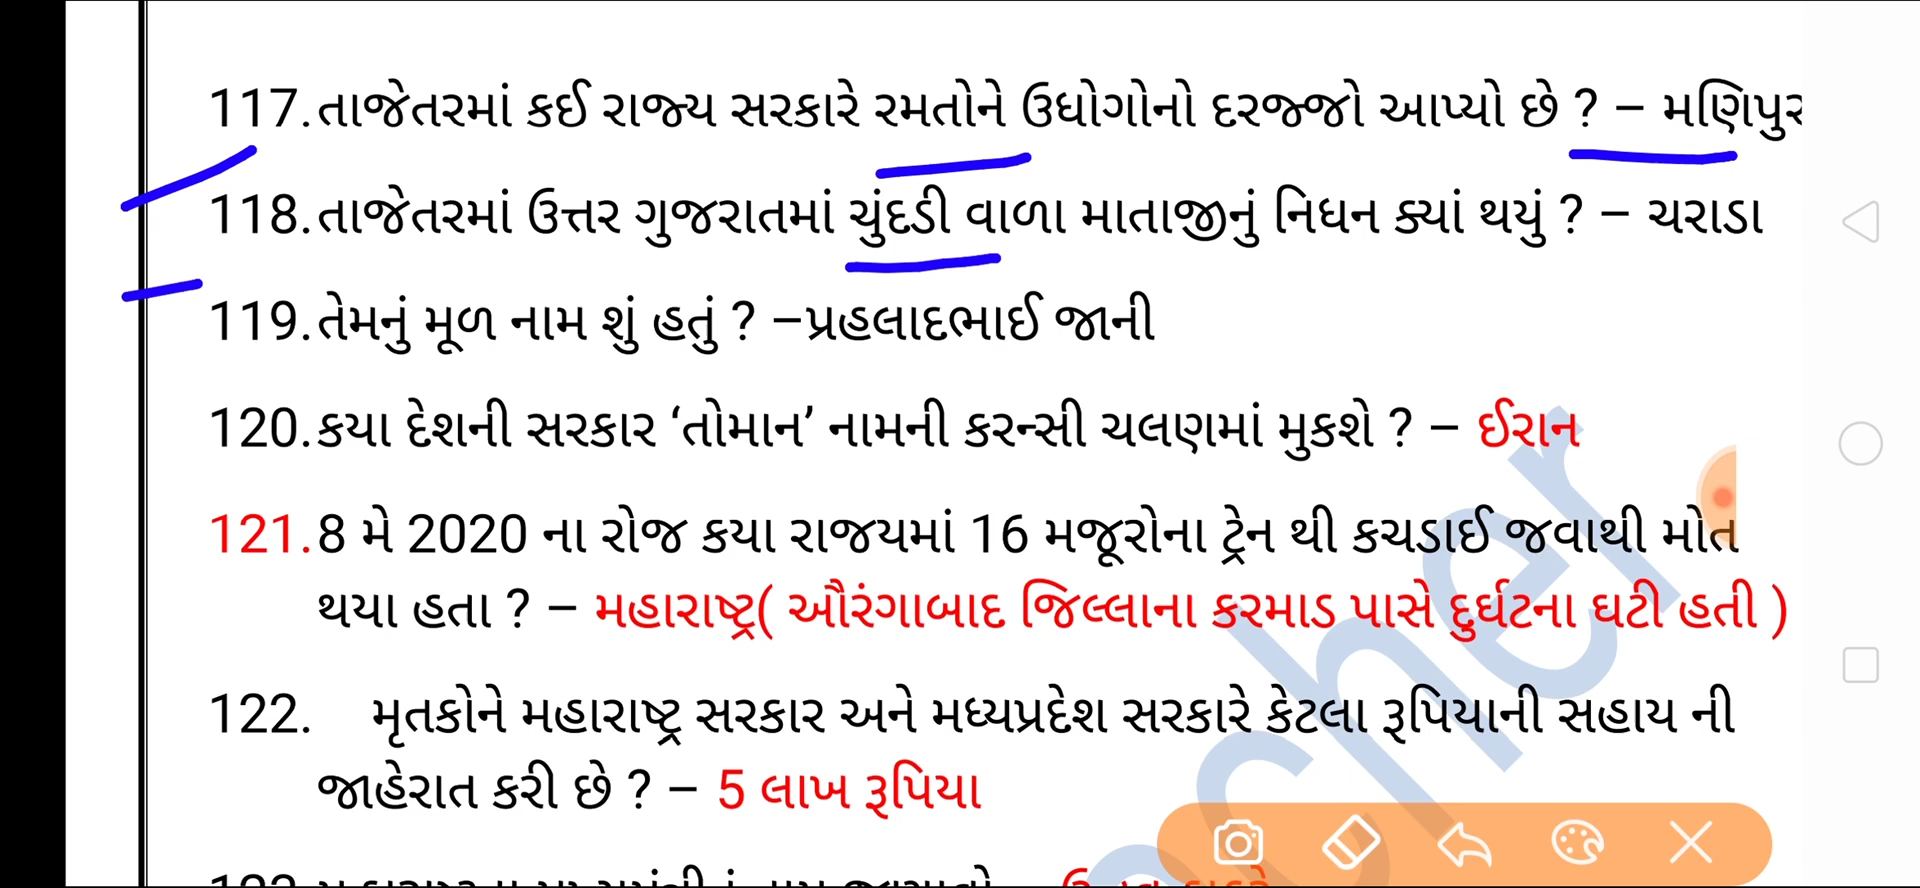 117. તાજેતરમાં કઈ રાજ્ય સરકારે રમતોને ઉધોગોનો દરજ્જો આપ્યો છે ? – મણિપુર
118. તાજેતરમાં ઉત્તર ગુજરાતમાં ચુંદડી વાળા માતાજીનું નિધન ક્યાં થયું ? – ચરાડા
119. તેમનું મૂળ નામ શું હતું ? –પ્રહલાદભાઈ જાની
120. કયા દેશની સરકાર ‘તોમાન’ નામની કરન્સી ચલણમાં મુકશે ? – ઈરાન
121. 8 મે 2020 ના રોજ કયા રાજયમાં 16 મજૂરોના ટ્રેન થી કચડાઈ જવાથી મોત
થયા હતા ? – મહારાષ્ટ્ર( ઔરંગાબાદ જિલ્લાના કરમાડ પાસે દુર્ઘટના ઘટી હતી )
122. મૃતકોને મહારાષ્ટ્ર સરકાર અને મધ્યપ્રદેશ સરકારે કેટલા રૂપિયાની સહાય ની
જાહેરાત કરી છે ? – 5 લાખ રૂપિયા